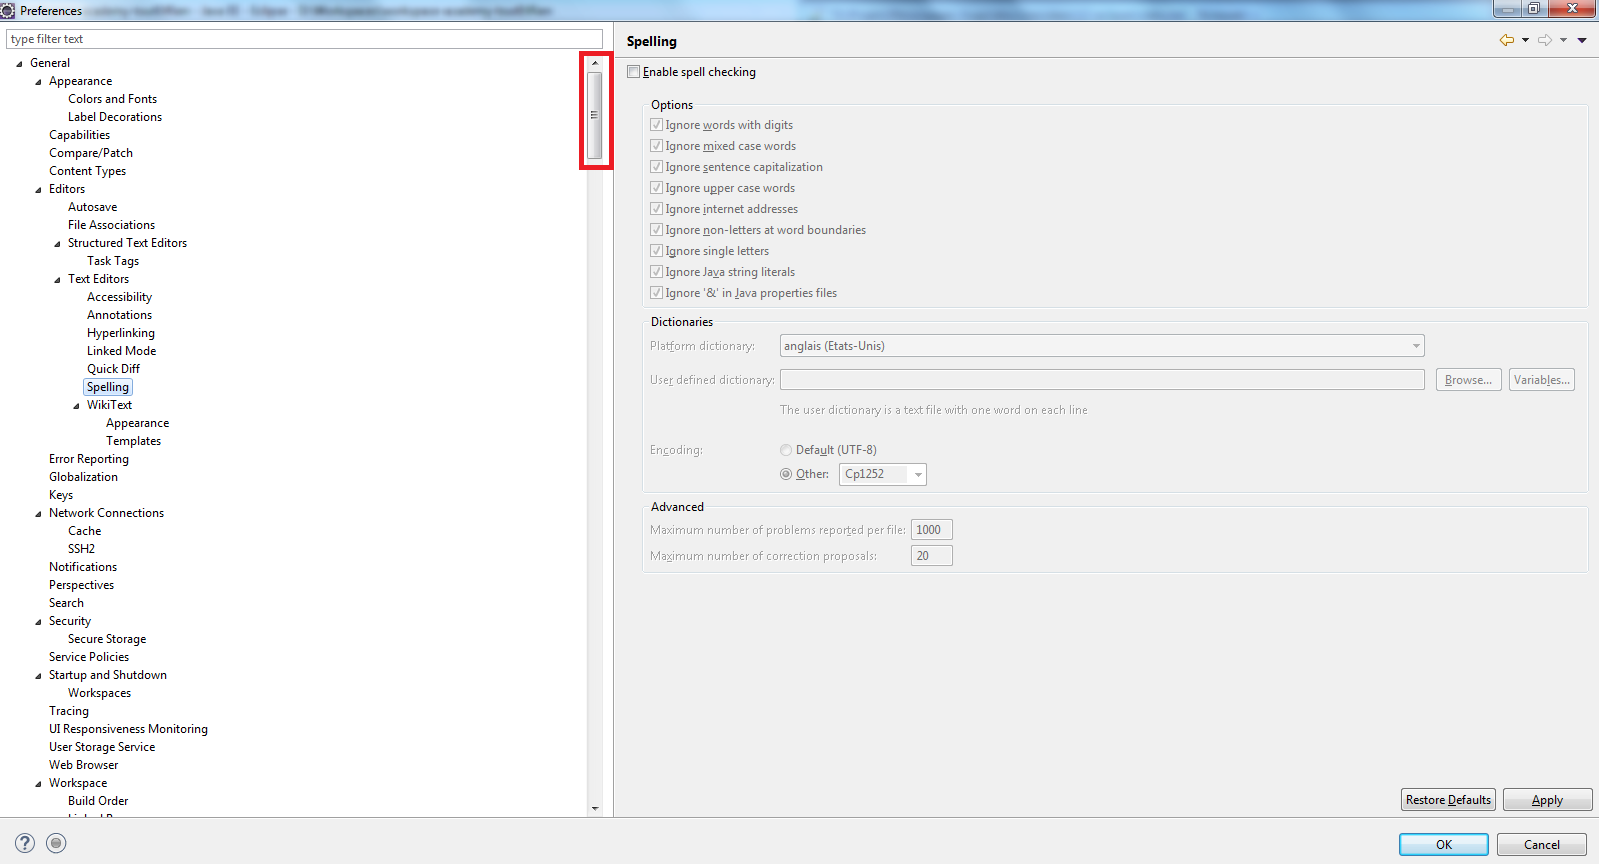 Preferences
type filter text
General
Appearance
Colors and Fonts
Label Decorations
Capabilities
Compare/Patch
Content Types
Editors
Autosave
File Associations
Structured Text Editors
Task Tags
Text Editors
Accessibility
Annotations
Hyperlinking
Linked Mode
Quick Diff
Spelling
WikiText
Appearance
Templates
Error Reporting
Globalization
Keys
Network Connections
Cache
SSH2
Notifications
Perspectives
Search
Security
Secure Storage
Service Policies
Startup and Shutdown
Workspaces
Tracing
UI Responsiveness Monitoring
User Storage Service
Web Browser
Workspace
Build Order
Spelling
Enable spell checking
Options
Ignore words with digits
Ignore mixed case words
Ignore sentence capitalization
Ignore upper case words
Ignore internet addresses
Ignore non-letters at word boundaries
Ignore single letters
Ignore Java string literals
Ignore '&' in Java properties files
Dictionaries
Platform dictionary: anglais (Etats-Unis)
User defined dictionary: Browse... Variables...
The user dictionary is a text file with one word on each line
Encoding: Default (UTF-8)
Other: Cp1252
Advanced
Maximum number of problems reported per file: 1000
Maximum number of correction proposals: 20
Restore Defaults Apply
OK Cancel